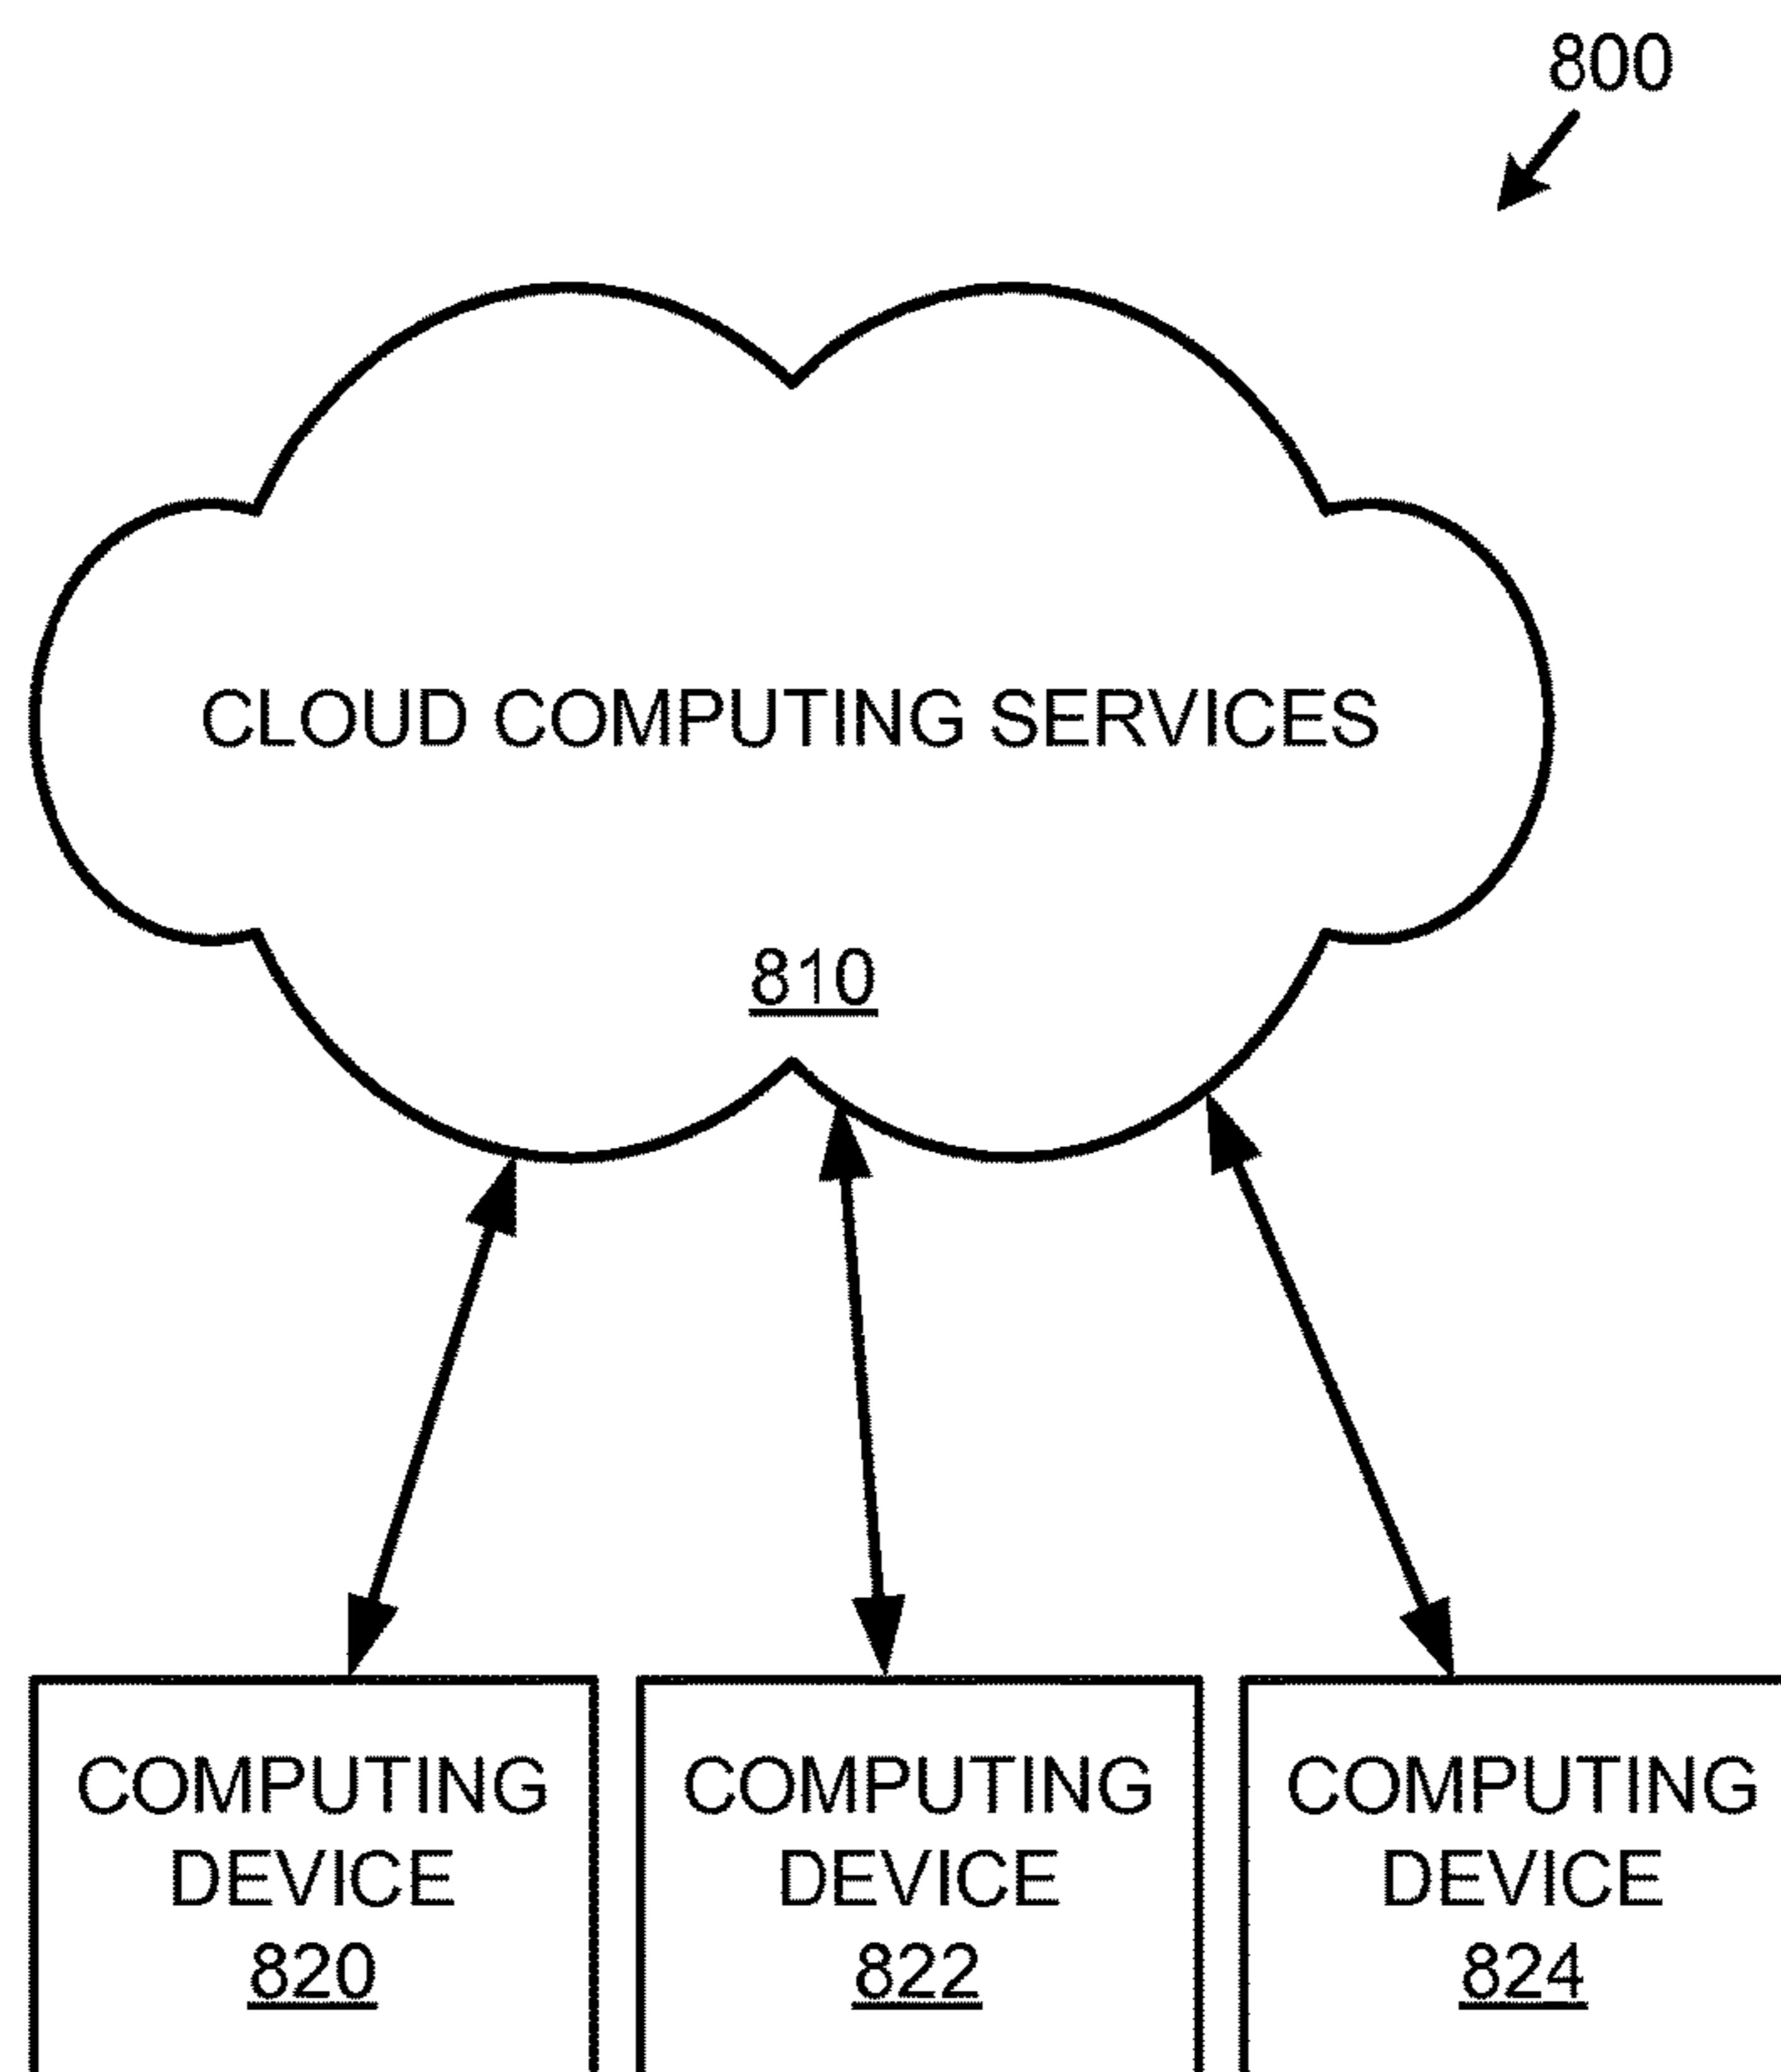 800
CLOUD COMPUTING SERVICES
810
COMPUTING
DEVICE
820
COMPUTING
DEVICE
822
COMPUTING
DEVICE
824